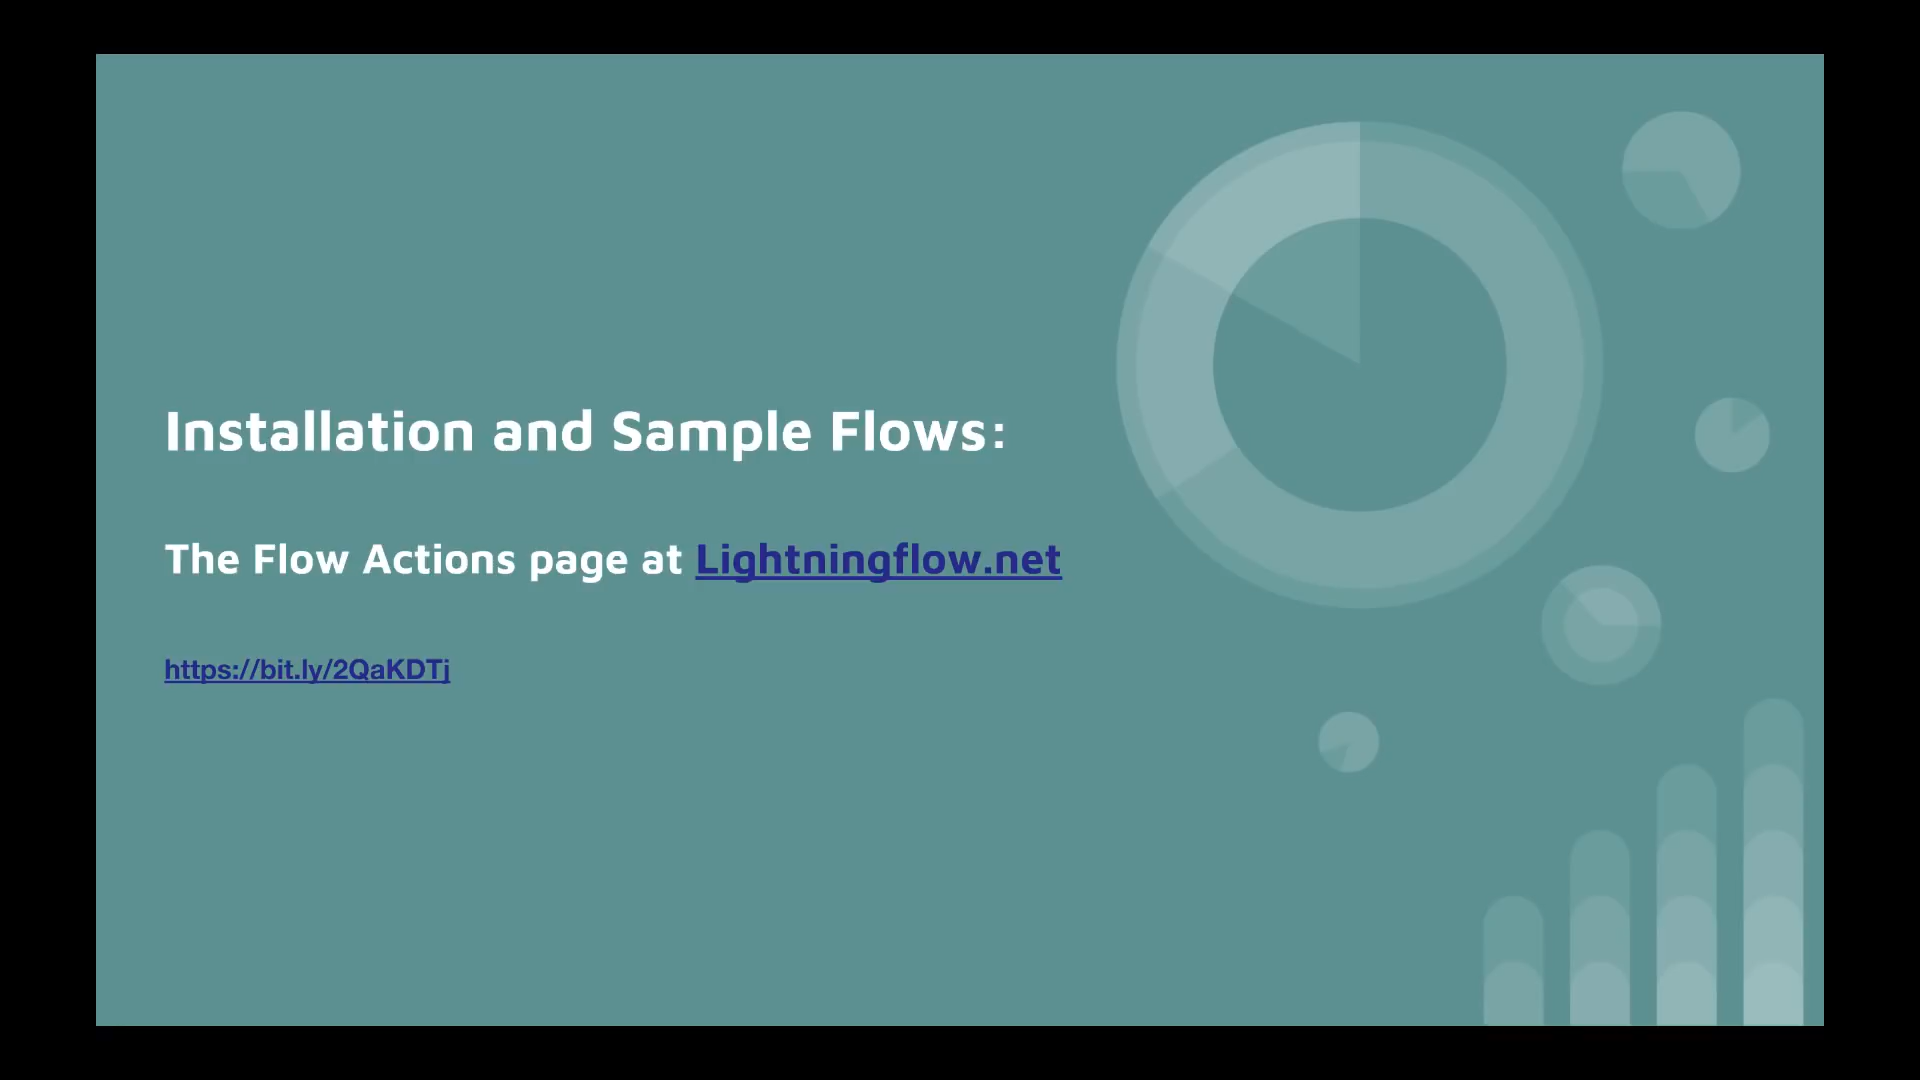 Installation and Sample Flows:
The Flow Actions page at Lightningflow.net
https://bit.ly/2QaKDTj